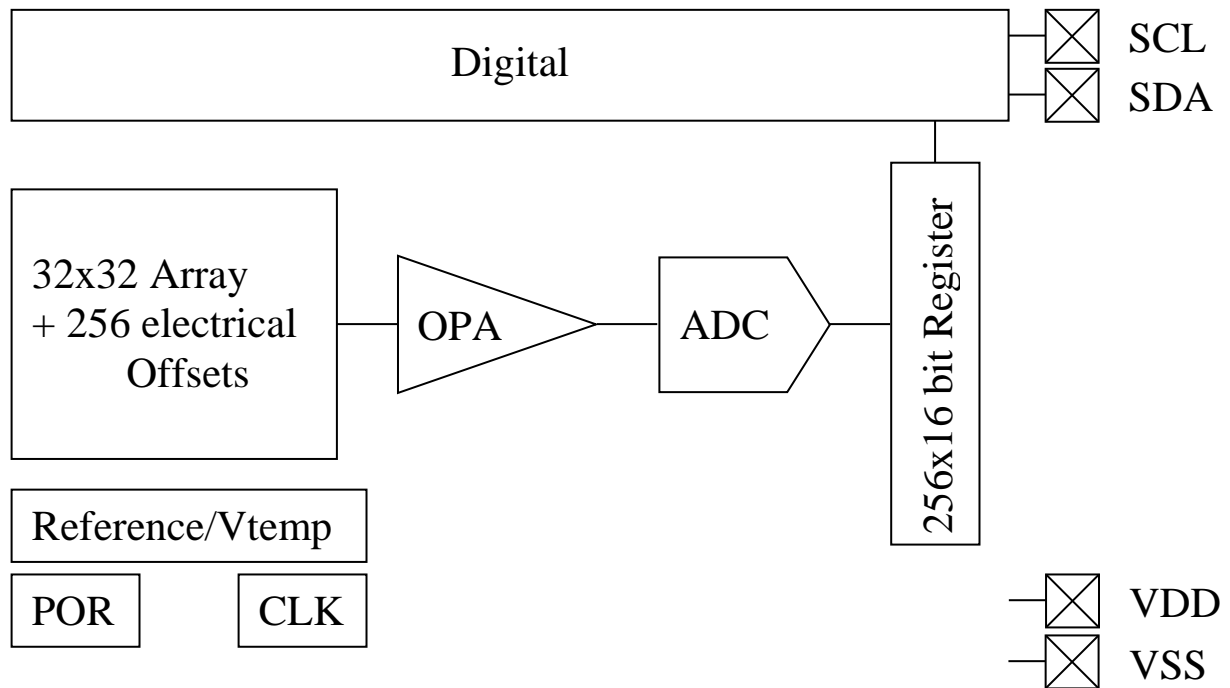 Digital
SCL
SDA
32x32 Array
+ 256 electrical
Offsets
OPA
ADC
256x16 bit Register
Reference/Vtemp
POR
CLK
VDD
VSS